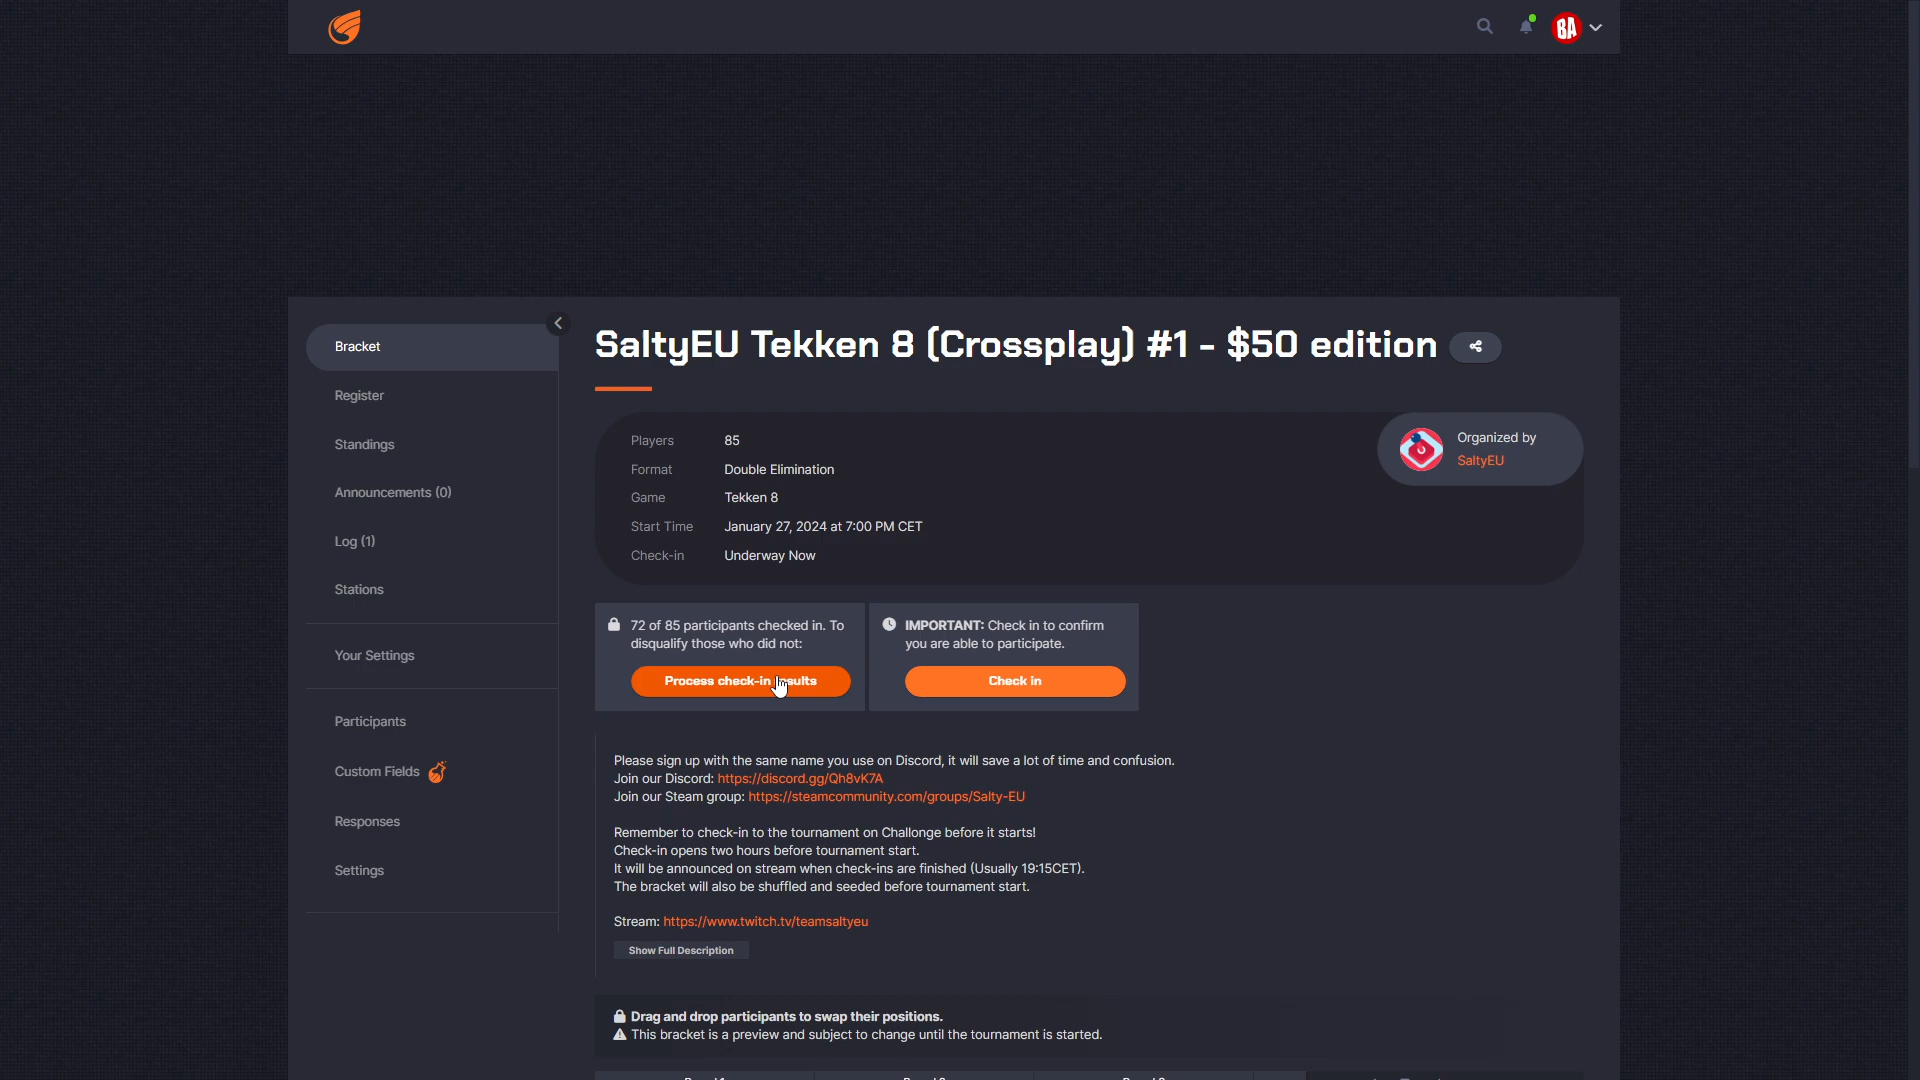 BA
Bracket
Register
Standings
Announcements (0)
Log (1)
Stations
Your Settings
Participants
Custom Fields
Responses
Settings
SaltyEU Tekken 8 (Crossplay) #1 - $50 edition
Players 85
Format Double Elimination
Game Tekken 8
Start Time January 27, 2024 at 7:00 PM CET
Check-in Underway Now
Organized by
SaltyEU
72 of 85 participants checked in. To
disqualify those who did not:
Process check-in results
IMPORTANT: Check in to confirm
you are able to participate.
Check in
Please sign up with the same name you use on Discord, it will save a lot of time and confusion.
Join our Discord: https://discord.gg/Qh8vK7A
Join our Steam group: https://steamcommunity.com/groups/Salty-EU
Remember to check-in to the tournament on Challonge before it starts!
Check-in opens two hours before tournament start.
It will be announced on stream when check-ins are finished (Usually 19:15CET).
The bracket will also be shuffled and seeded before tournament start.
Stream: https://www.twitch.tv/teamsaltyeu
Show Full Description
Drag and drop participants to swap their positions.
This bracket is a preview and subject to change until the tournament is started.